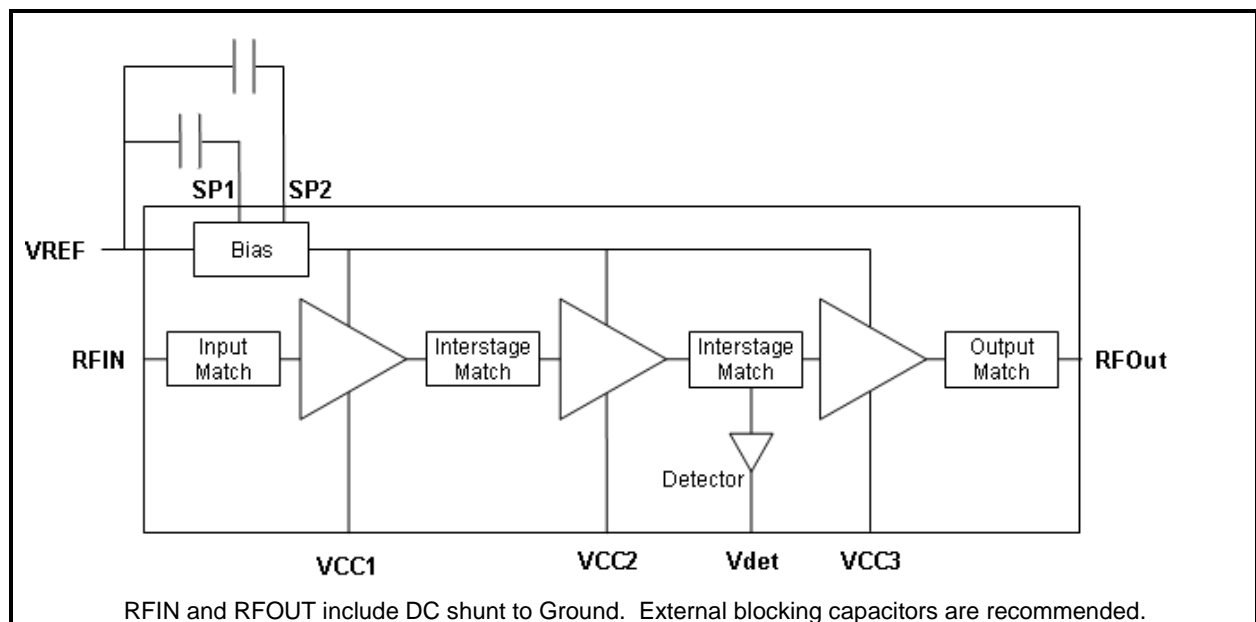 SP1 SP2
VREF
Bias
RFIN
Input
Match
Interstage
Match
Interstage
Match
Output
Match
RFOut
Detector
VCC1
VCC2
Vdet
VCC3
RFIN and RFOUT include DC shunt to Ground. External blocking capacitors are recommended.